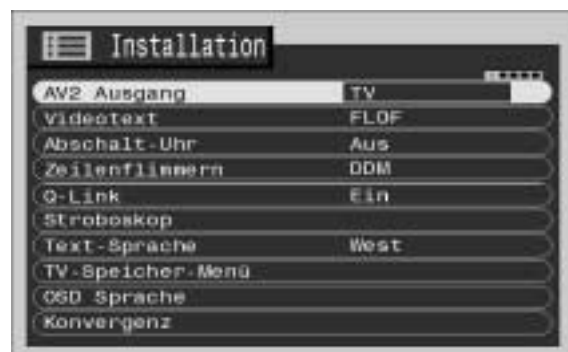 Installation
AV2 Ausgang TV
Videotext FLOF
Abschalt-Uhr Aus
Zeilenflimmern DDM
Q-Link Ein
Stroboskop
Text-Sprache West
TV-Speicher-Menü
OSD Sprache
Konvergenz